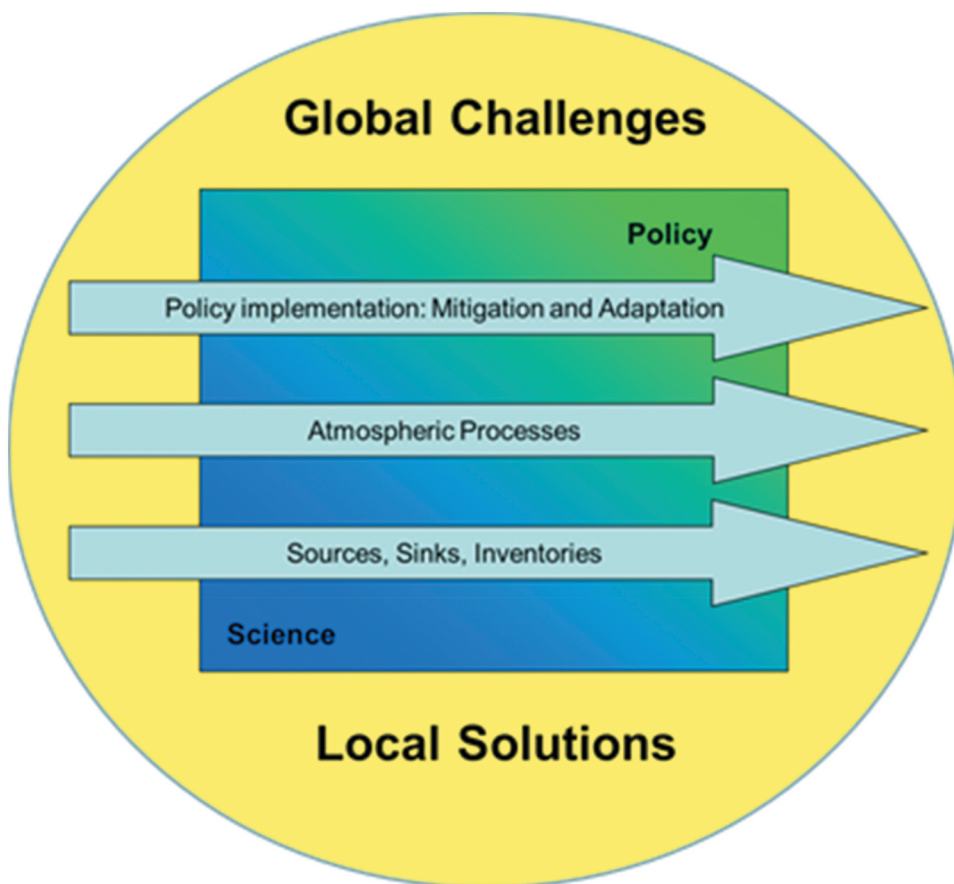 Global Challenges
Policy
Policy implementation: Mitigation and Adaptation
Atmospheric Processes
Sources, Sinks, Inventories
Science
Local Solutions